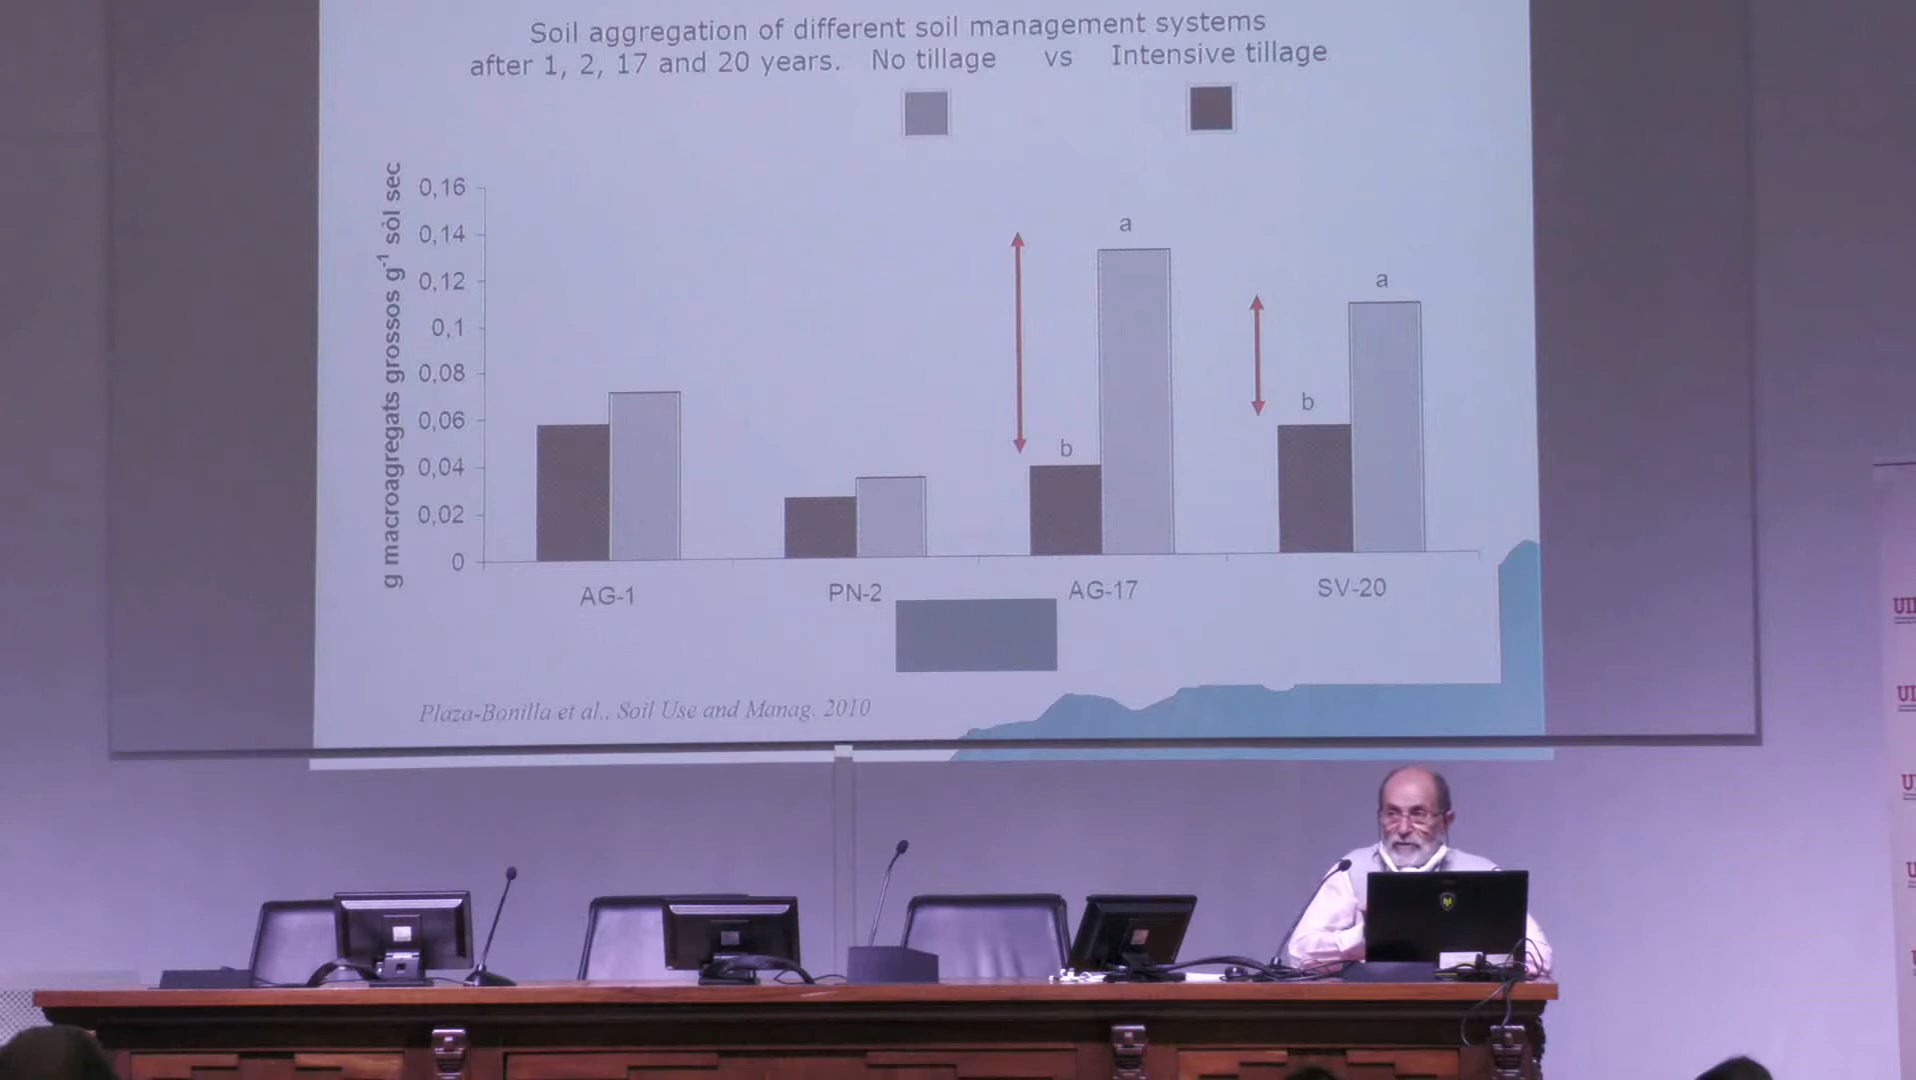 Soil aggregation of different soil management systems
after 1, 2, 17 and 20 years. No tillage vs Intensive tillage
g macroagregats grossos g-1 sòl sec
0,16
0,14
0,12
0,1
0,08
0,06
0,04
0,02
0
a
b
a
b
AG-1 PN-2 AG-17 SV-20
Plaza-Bonilla et al., Soil Use and Manag. 2010